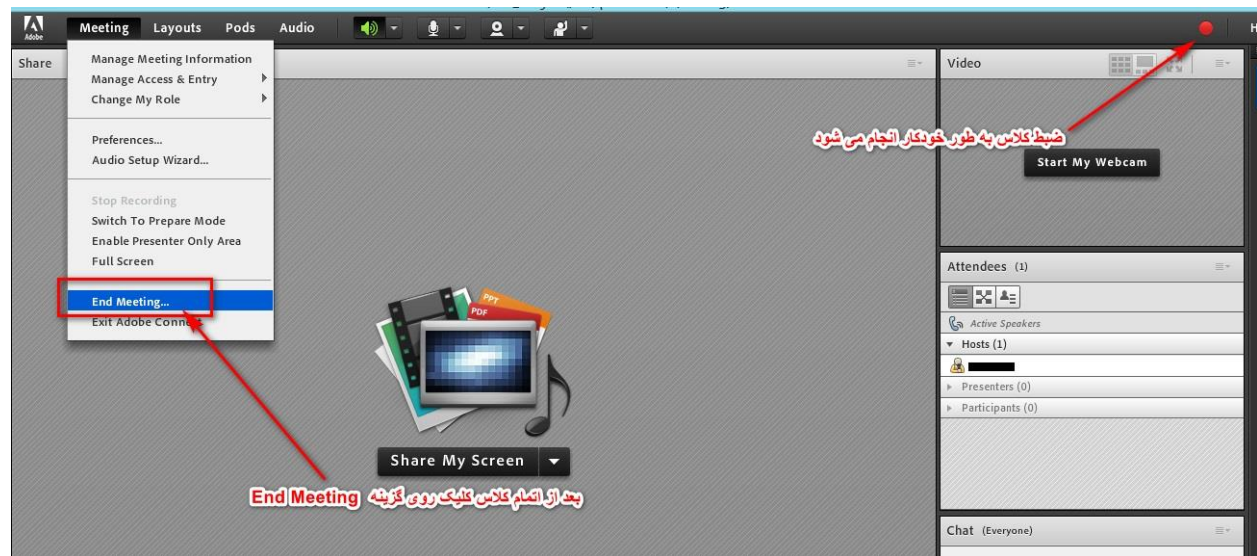 Adobe
Meeting Layouts Pods Audio
Share
Manage Meeting Information
Manage Access & Entry
Change My Role
Preferences...
Audio Setup Wizard...
Stop Recording
Switch To Prepare Mode
Enable Presenter Only Area
Full Screen
End Meeting...
Exit Adobe Connect
PPT
PDF
Share My Screen
بعد از اتمام کلاس کلیک روی گزینه End Meeting
Video
ضبط کلاس به طور خودکار انجام می شود
Start My Webcam
Attendees (1)
Active Speakers
Hosts (1)
Presenters (0)
Participants (0)
Chat (Everyone)